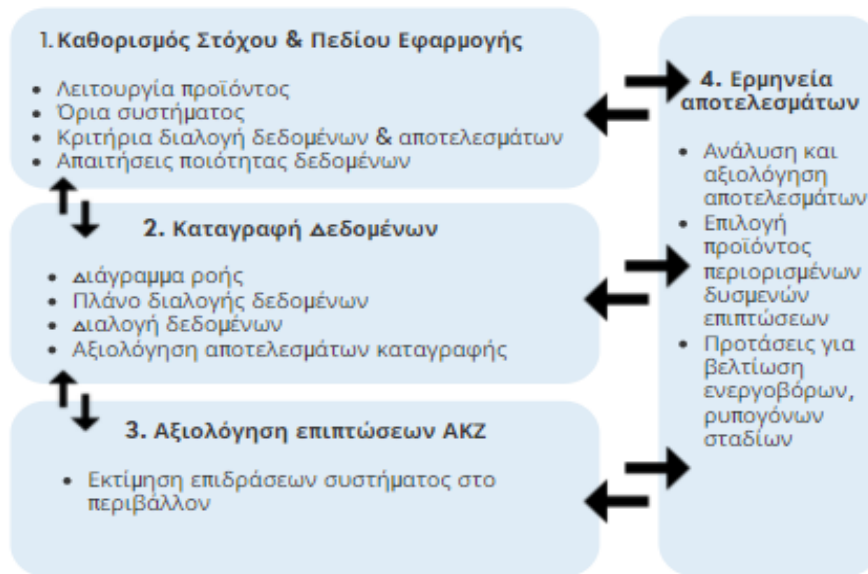 1. Καθορισμός Στόχου & Πεδίου Εφαρμογής
• Λειτουργία προϊόντος
• Όρια συστήματος
• Κριτήρια διαλογή δεδομένων & αποτελεσμάτων
• Απαιτήσεις ποιότητας δεδομένων
2. Καταγραφή Δεδομένων
• Διάγραμμα ροής
• Πλάνο διαλογής δεδομένων
• Διαλογή δεδομένων
• Αξιολόγηση αποτελεσμάτων καταγραφής
3. Αξιολόγηση επιπτώσεων ΑΚΖ
• Εκτίμηση επιδράσεων συστήματος στο
περιβάλλον
4. Ερμηνεία
αποτελεσμάτων
• Ανάλυση και
αξιολόγηση
αποτελεσμάτων
• Επιλογή
προϊόντος
περιορισμένων
δυσμενών
επιπτώσεων
• Προτάσεις για
βελτίωση
ενεργοβόρων,
ρυπογόνων
σταδίων